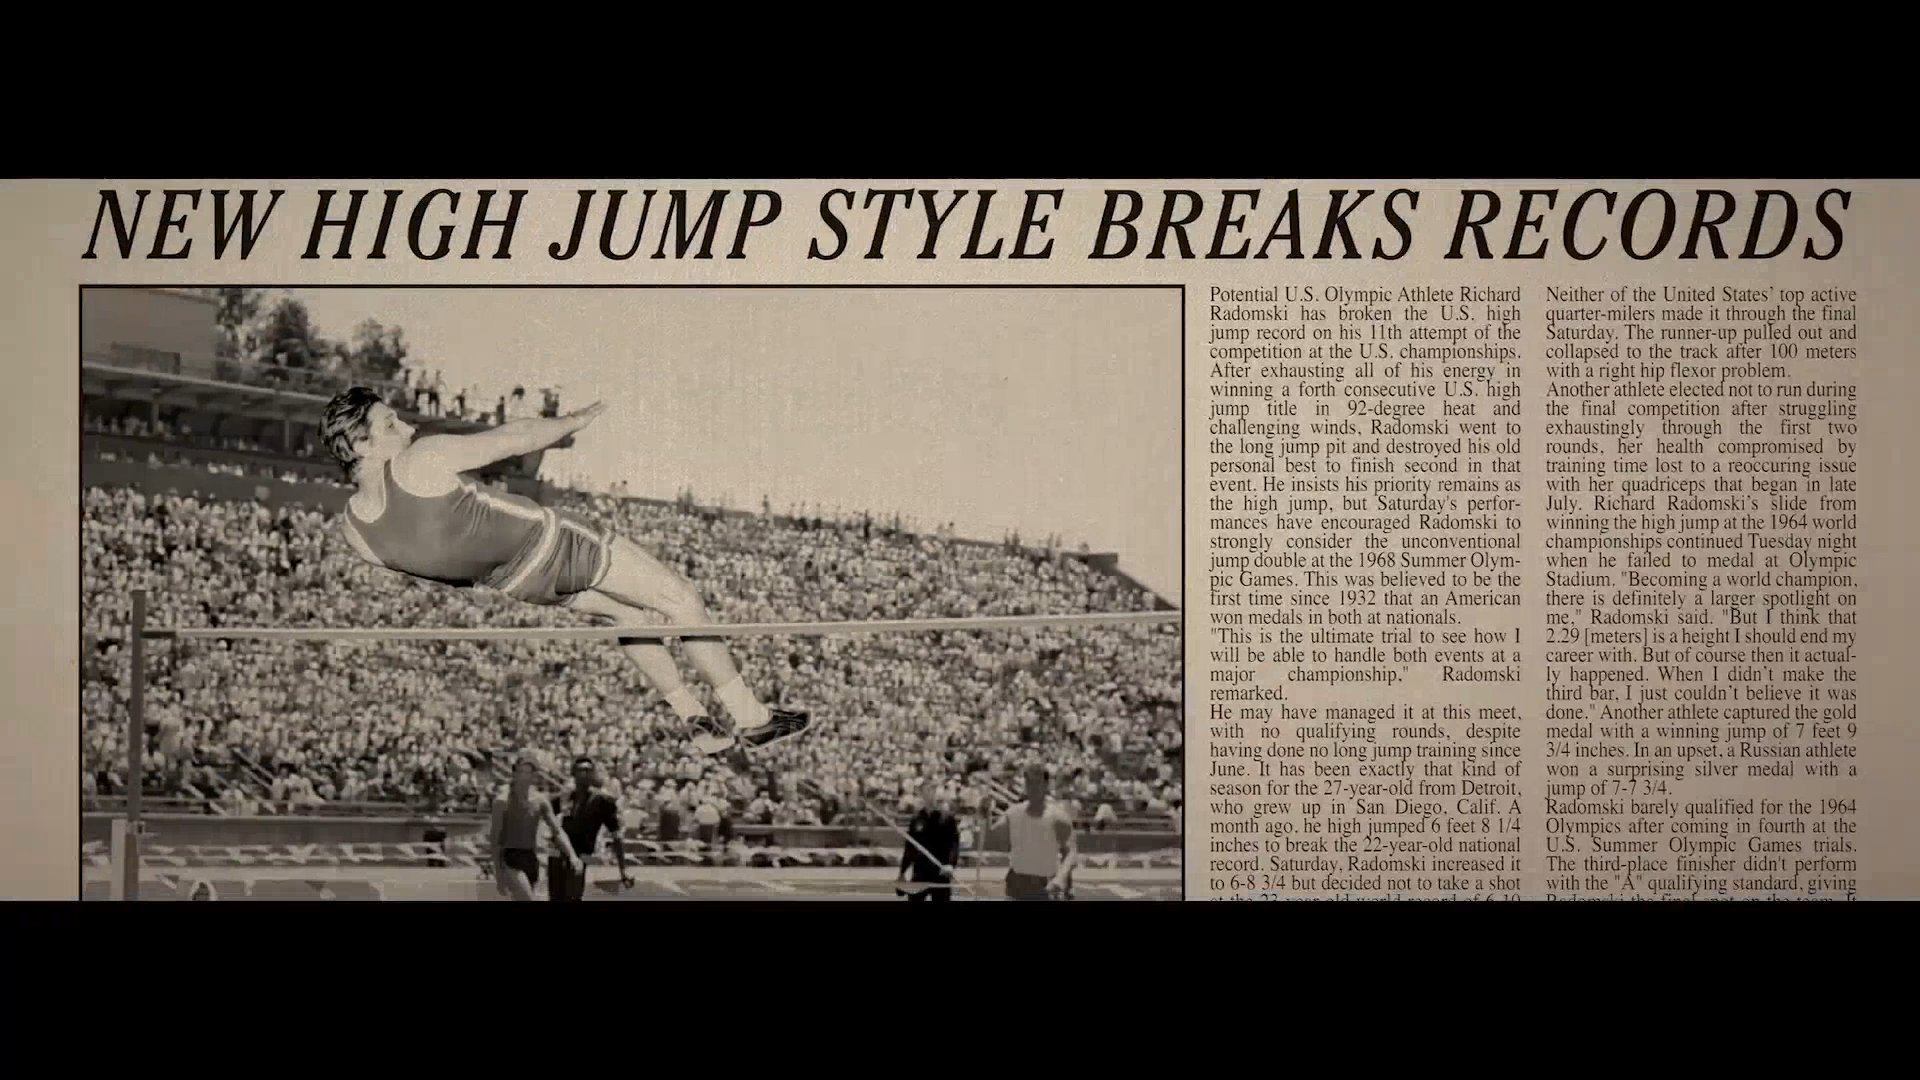 NEW HIGH JUMP STYLE BREAKS RECORDS
Potential U.S. Olympic Athlete Richard
Radomski has broken the U.S. high
jump record on his 11th attempt of the
competition at the U.S. championships.
After exhausting all of his energy in
winning a forth consecutive U.S. high
jump title in 92-degree heat and
challenging winds, Radomski went to
the long jump pit and destroyed his old
personal best to finish second in that
event. He insists his priority remains as
the high jump, but Saturday's perfor-
mances have encouraged Radomski to
strongly consider the unconventional
jump double at the 1968 Summer Olym-
pic Games. This was believed to be the
first time since 1932 that an American
won medals in both at nationals.
"This is the ultimate trial to see how I
will be able to handle both events at a
major championship," Radomski
remarked.
He may have managed it at this meet,
with no qualifying rounds, despite
having done no long jump training since
June. It has been exactly that kind of
season for the 27-year-old from Detroit,
who grew up in San Diego, Calif. A
month ago, he high jumped 6 feet 8 1/4
inches to break the 22-year-old national
record. Saturday, Radomski increased it
to 6-8 3/4 but decided not to take a shot
at the 23-year-old world record of 6-10
Neither of the United States' top active
quarter-milers made it through the final
Saturday. The runner-up pulled out and
collapsed to the track after 100 meters
with a right hip flexor problem.
Another athlete elected not to run during
the final competition after struggling
exhaustingly through the first two
rounds, her health compromised by
training time lost to a reoccuring issue
with her quadriceps that began in late
July. Richard Radomski's slide from
winning the high jump at the 1964 world
championships continued Tuesday night
when he failed to medal at Olympic
Stadium. "Becoming a world champion,
there is definitely a larger spotlight on
me," Radomski said. "But I think that
2.29 [meters] is a height I should end my
career with. But of course then it actual-
ly happened. When I didn't make the
third bar, I just couldn't believe it was
done." Another athlete captured the gold
medal with a winning jump of 7 feet 9
3/4 inches. In an upset, a Russian athlete
won a surprising silver medal with a
jump of 7-7 3/4.
Radomski barely qualified for the 1964
Olympics after coming in fourth at the
U.S. Summer Olympic Games trials.
The third-place finisher didn't perform
with the "A" qualifying standard, giving
Radomski the final spot on the team. It